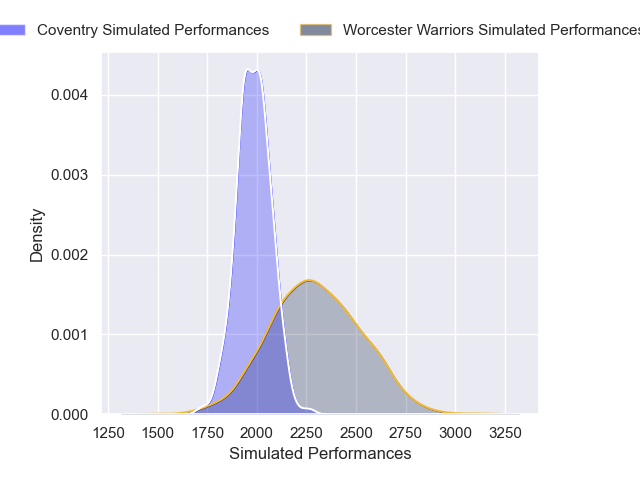 Coventry Simulated Performances Worcester Warriors Simulated Performances
0.004
0.003
0.002
0.001
0.000
Density
1250 1500 1750 2000 2250 2500 2750 3000 3250
Simulated Performances